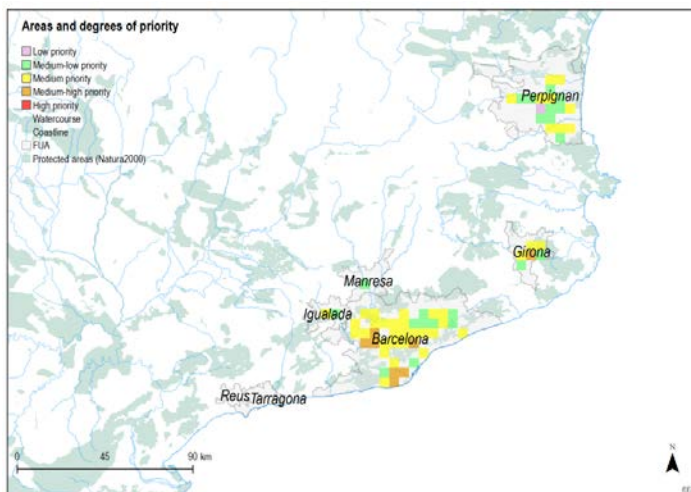 Areas and degrees of priority
Low priority
Medium-low priority
Medium priority
Medium-high priority
High priority
Watercourse
Coastline
FUA
Protected areas (Natura2000)
Perpignan
Girona
Manresa
Igualada
Barcelona
Reus Tarragona
0 45 90 km
N